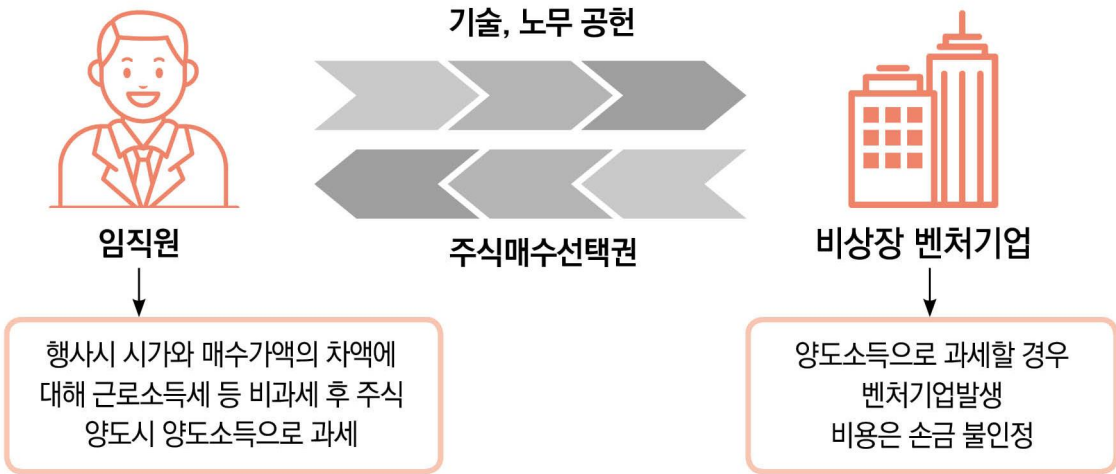 기술, 노무 공헌
임직원
주식매수선택권
비상장 벤처기업
행사시 시가와 매수가액의 차액에
대해 근로소득세 등 비과세 후 주식
양도시 양도소득으로 과세
양도소득으로 과세할 경우
벤처기업발생
비용은 손금 불인정